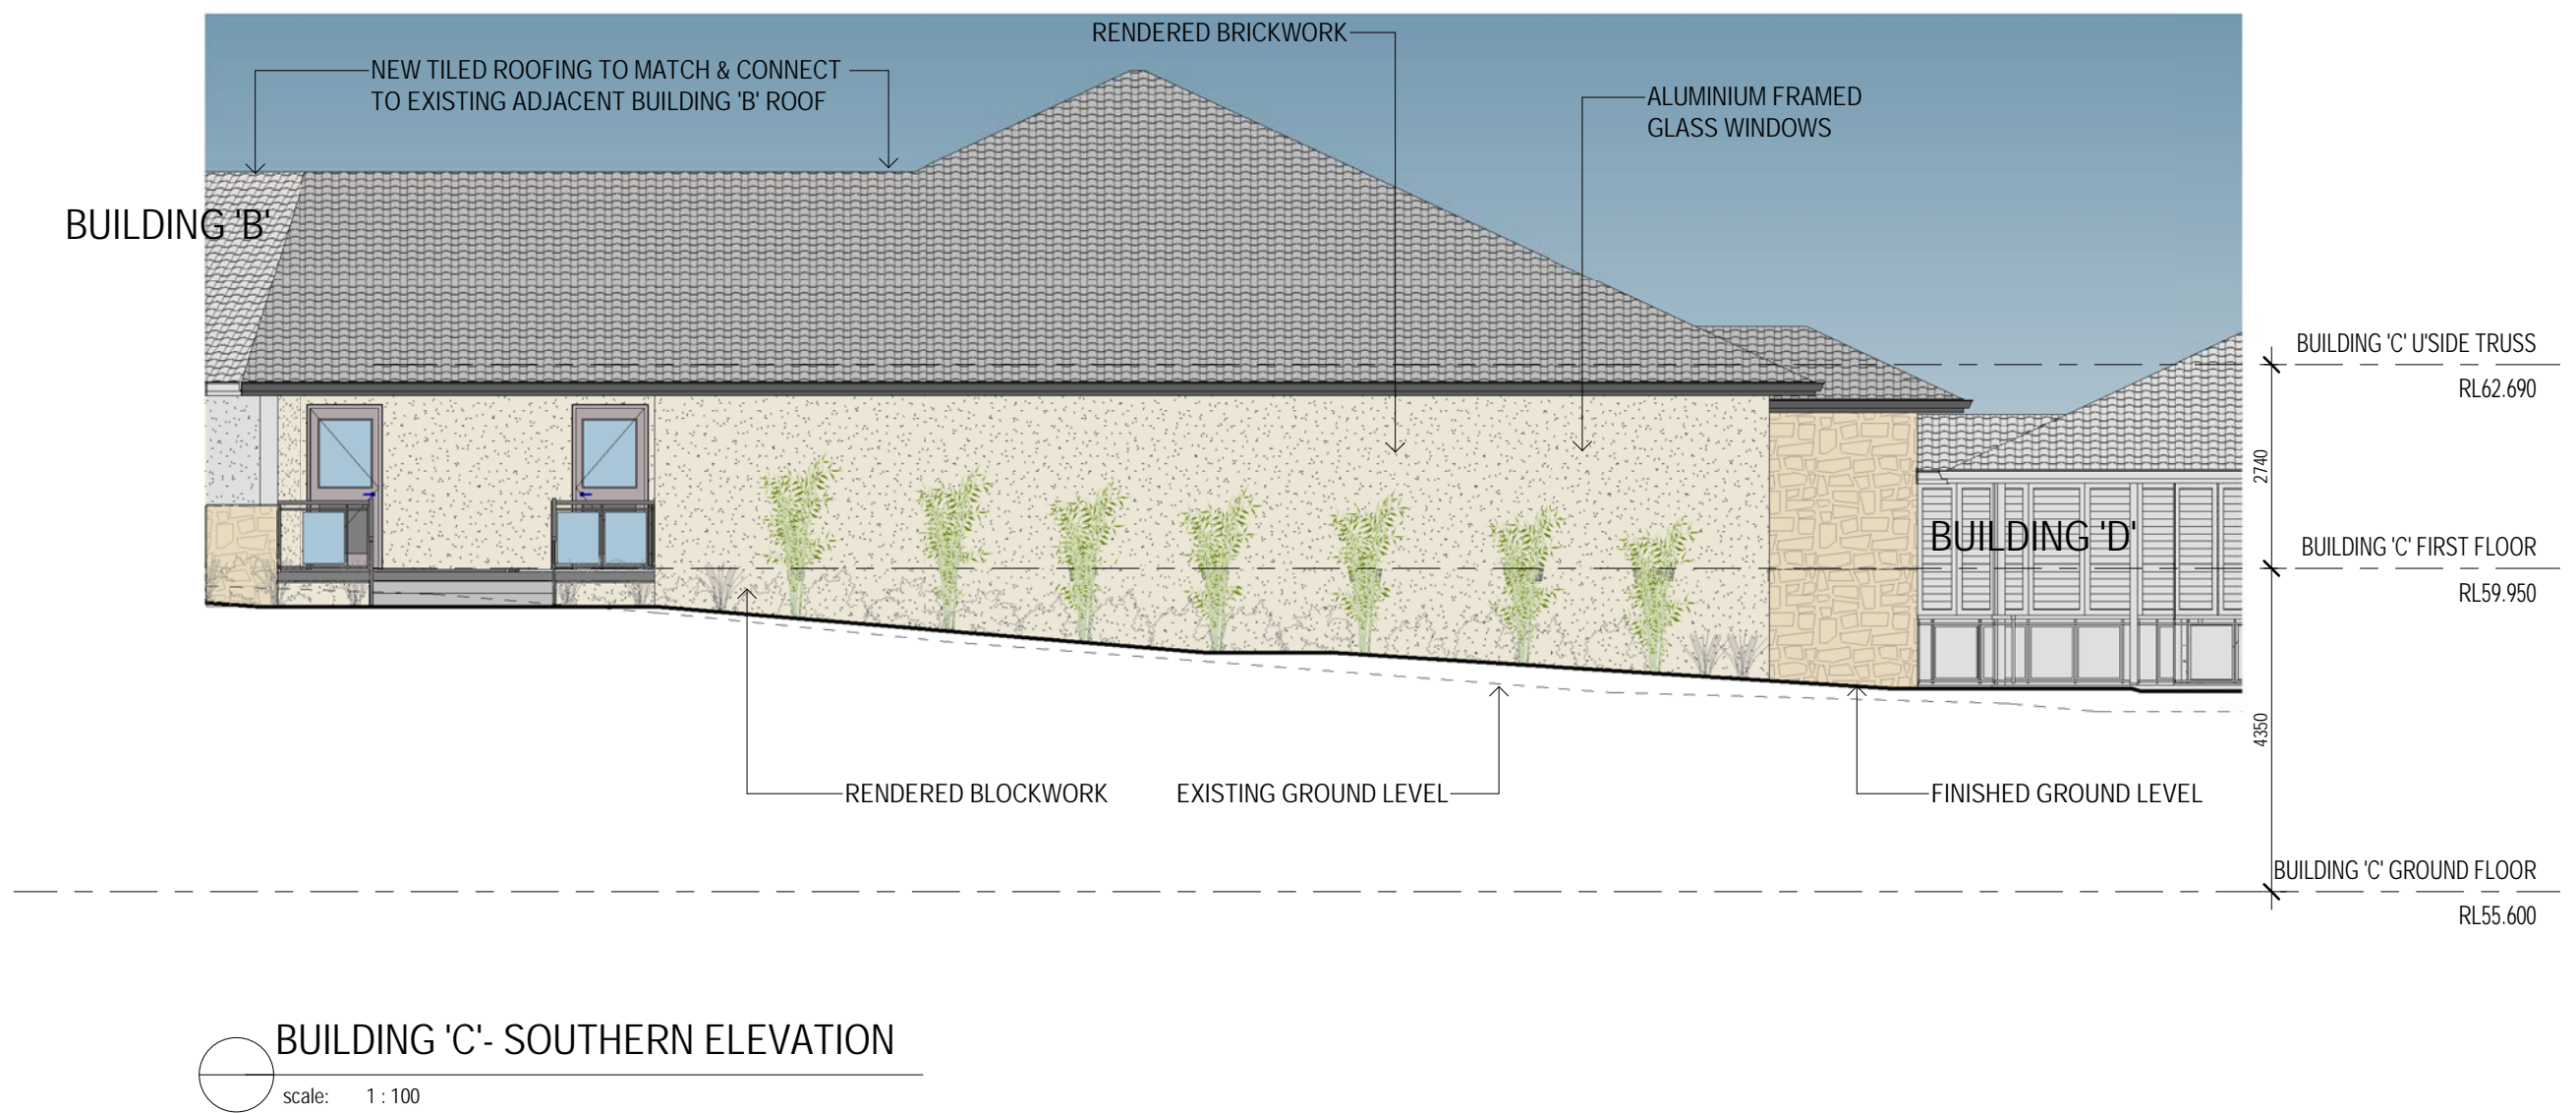 RENDERED BRICKWORK
NEW TILED ROOFING TO MATCH & CONNECT
TO EXISTING ADJACENT BUILDING 'B' ROOF
ALUMINIUM FRAMED
GLASS WINDOWS
BUILDING 'B'
BUILDING 'C' U'SIDE TRUSS
RL62.690
2740
BUILDING 'D'
BUILDING 'C' FIRST FLOOR
RL59.950
4350
RENDERED BLOCKWORK
EXISTING GROUND LEVEL
FINISHED GROUND LEVEL
BUILDING 'C' GROUND FLOOR
RL55.600
BUILDING 'C'- SOUTHERN ELEVATION
scale: 1 : 100